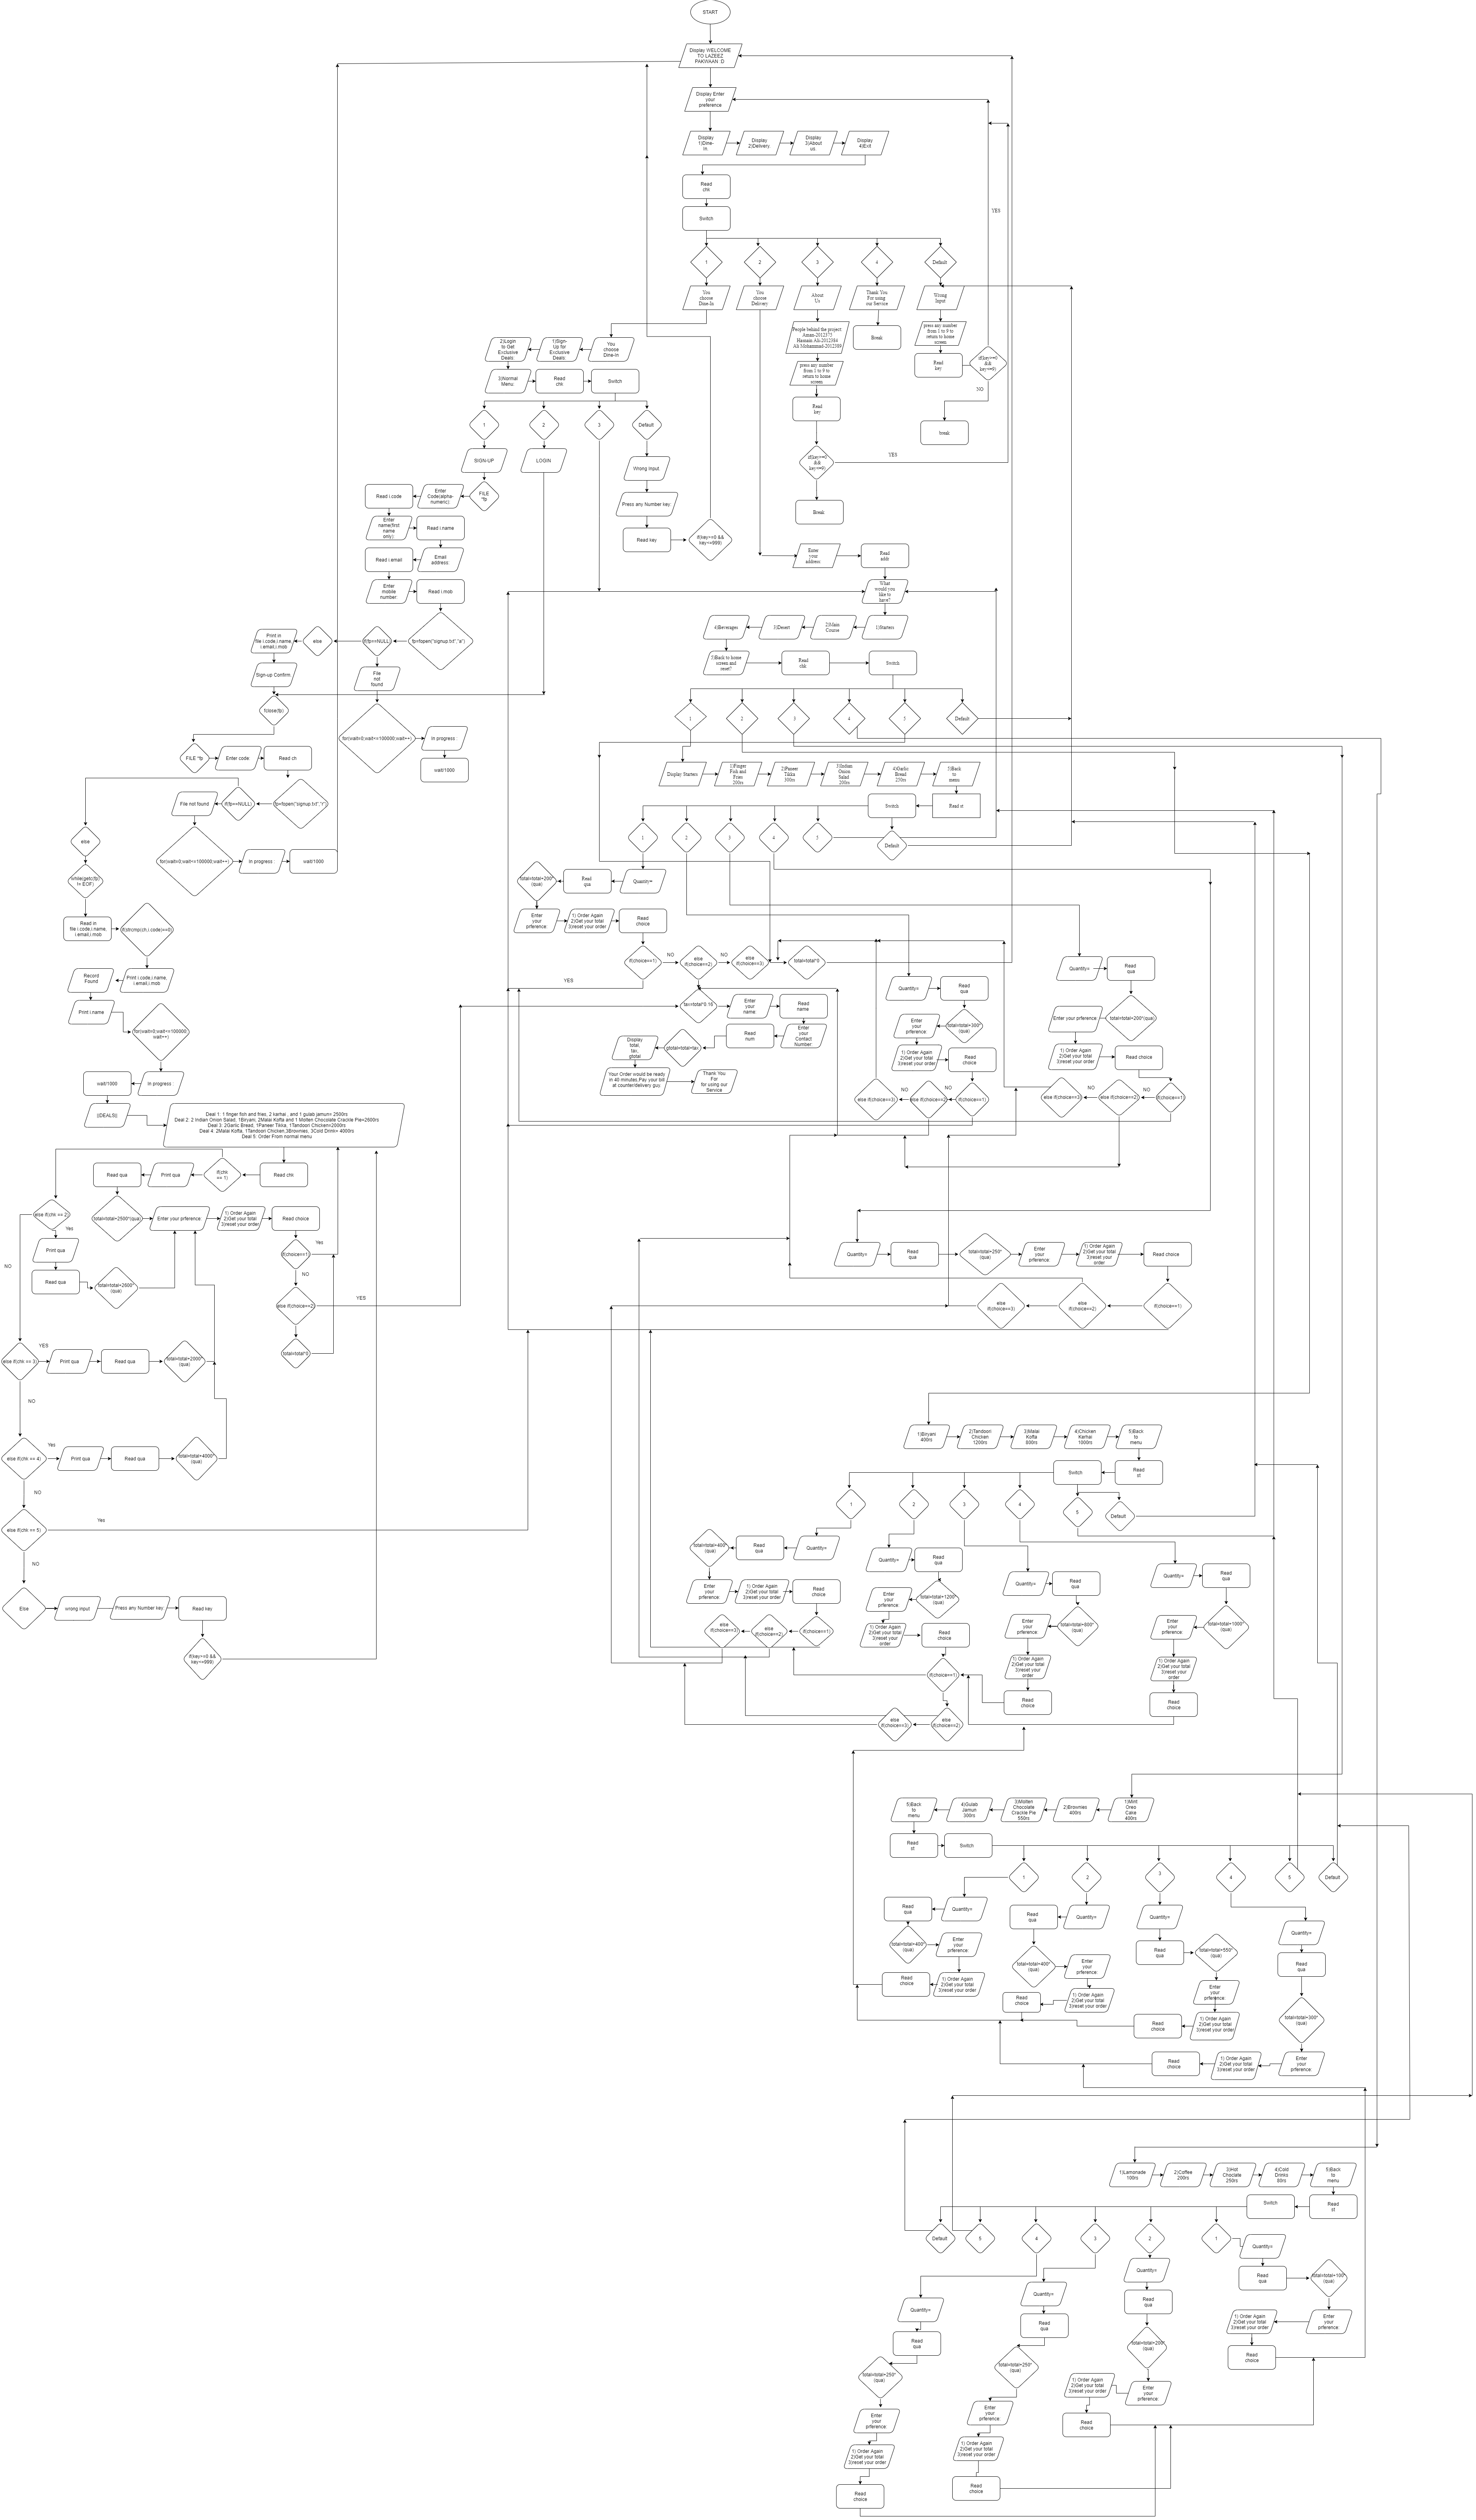 START
Display WELCOME
TO LAZEEZ
PAKWAAN :D
Display Enter
your
preference
Display
1)Dine-
In.
Display
2)Delivery
Display
3)About
us.
Display
4)Exit
Read
chk
Switch
YES
1
2
3
4
Default
You
choose
Dine-In
You
choose
Delivery
About
Us
Thank You
For using
our Service
Wrong
Input
People behind the project:
Aman-2012375
Hasnain Ali-2012384
Ali Mohammad-2012389
Break
press any number
from 1 to 9 to
return to home
screen
Read
key
if(key>=0
&&
key<=9)
NO
break
press any number
from 1 to 9 to
return to home
screen
Read
key
if(key>=0
&&
key<=9)
YES
Break
2)Login
to Get
Exclusive
Deals:
1)Sign-
Up for
Exclusive
Deals:
You
choose
Dine-In
3)Normal
Menu.
Read
chk
Switch
1
2
3
Default
SIGN-UP
LOGIN
Wrong Input
Press any Number key:
Read key
if(key>=0 &&
key<=999)
FILE
*fp
Enter
Code(alpha-
numeric):
Read i.code
Enter
name(first
name
only):
Read i.name
Read i.email
Email
address:
Enter
mobile
number:
Read i.mob
fp=fopen("signup.txt","a")
if(fp==NULL)
else
Print in
file i.code,i.name,
i.email,i.mob
Sign-up Confirm
fclose(fp)
File
not
found
for(wait=0;wait<=100000;wait++)
In progress :
wait/1000
FILE *fp
Enter code
Read ch
fp=fopen("signup.txt","r")
if(fp==NULL)
File not found
else
for(wait=0;wait<=100000;wait++)
In progress :
wait/1000
while(getc(fp)
!= EOF)
Read in
file i.code,i.name,
i.email,i.mob
if(strcmp(ch,i.code)==0)
Record
Found
Print i.code,i.name,
i.email,i.mob
Print i.name
for(wait=0;wait<=100000
wait++)
wait/1000
In progress :
||DEALS||
Deal 1: 1 finger fish and fries, 2 karhai , and 1 gulab jamun= 2500rs
Deal 2: 2 Indian Onion Salad, 1Biryani, 2Malai Kofta and 1 Molten Chocolate Crackle Pie=2600rs
Deal 3: 2Garlic Bread, 1Paneer Tikka, 1Tandoori Chicken=2000rs
Deal 4: 2Malai Kofta, 1Tandoori Chicken,3Brownies, 3Cold Drink= 4000rs
Deal 5: Order From normal menu
Read qua
Print qua
if(chk
== 1)
Read chk
else if(chk == 2)
total=total+2500*(qua)
Enter your prference:
1) Order Again
2)Get your total
3)reset your order
Read choice
Yes
Print qua
Read qua
total=total+2600*
(qua)
if(choice==1
Yes
NO
else if(choice==2)
YES
total=total*0
NO
else if(chk == 3)
YES
Print qua
Read qua
total=total+2000*
(qua)
NO
else if(chk == 4)
Yes
Print qua
Read qua
total=total+4000*
(qua)
NO
else if(chk == 5)
Yes
NO
Else
wrong input
Press any Number key :
Read key
if(key>=0 &&
key<=999)
Enter
your
address:
Read
addr
What
would you
like to
have?
4)Beverages
3)Desert
2)Main
Course
1)Starters
5)Back to home
screen and
reset?
Read
chk
Switch
1
2
3
4
5
Default
Display Starters
1)Finger
Fish and
Fries
200rs
2)Paneer
Tikka
300rs
3)Indian
Onion
Salad
200rs
4)Garlic
Bread
250rs
5)Back
to
menu
Switch
Read st
1
2
3
4
5
Default
total=total+200*
(qua)
Read
qua
Quantity=
Enter
your
prference:
1) Order Again
2)Get your total
3)reset your order
Read
choice
if(choice==1)
NO
else
if(choice==2)
NO
else
if(choice==3)
total=total*0
YES
tax=total*0.16
Enter
your
name
Read
name
Enter
your
Contact
Number
Read
num
gtotal=total+tax
Display
total,
tax,
gtotal
Your Order would be ready
in 40 minutes.Pay your bill
at counter/delivery guy
Thank You
For
for using our
Service
Quantity=
Read
qua
Enter
your
prference:
total=total+300*
(qua)
1) Order Again
2)Get your total
3)reset your order
Read
choice
else if(choice==3)
NO
else if(choice==2)
NO
if(choice==1)
Quantity=
Read
qua
Enter your prference:
total=total+200*(qua)
1) Order Again
2)Get your total
3)reset your order
Read choice
else if(choice==3)
NO
else if(choice==2)
NO
if(choice==1
Quantity=
Read
qua
total=total+250*
(qua)
Enter
your
prference:
1) Order Again
2)Get your total
3)reset your
order
Read choice
else
if(choice==3)
else
if(choice==2)
if(choice==1)
1)Biryani
400rs
2)Tandoori
Chicken
1200rs
3)Malai
Kofta
800rs
4)Chicken
Karhai
1000rs
5)Back
to
menu
Switch
Read
st
1
2
3
4
5
Default
total=total+400*
(qua)
Read
qua
Quantity=
Enter
your
prference:
1) Order Again
2)Get your total
3)reset your order
Read
choice
else
if(choice==3)
else
if(choice==2)
if(choice==1)
Quantity=
Read
qua
Enter
your
prference:
total=total+1200*
(qua)
1) Order Again
2)Get your total
3)reset your
order
Read
choice
if(choice==1)
else
if(choice==3)
else
if(choice==2)
Quantity=
Read
qua
Enter
your
prference:
total=total+800*
(qua)
1) Order Again
2)Get your total
3)reset your
order
Read
choice
Quantity=
Read
qua
Enter
your
prference:
total=total+1000*
(qua)
1) Order Again
2)Get your total
3)reset your
order
Read
choice
5)Back
to
menu
4)Gulab
Jamun
300rs
3)Molten
Chocolate
Crackle Pie
550rs
2)Brownies
400rs
1)Mint
Oreo
Cake
400rs
Read
st
Switch
1
2
3
4
5
Default
Read
qua
Quantity=
total=total+400*
(qua)
Enter
your
prference:
Read
choice
1) Order Again
2)Get your total
3)reset your order
Read
qua
Quantity=
total=total+400*
(qua)
Enter
your
prference:
Read
choice
1) Order Again
2)Get your total
3)reset your order
Quantity=
Read
qua
total=total+550*
(qua)
Enter
your
prference:
Read
choice
1) Order Again
2)Get your total
3)reset your order
Quantity=
Read
qua
total=total+300*
(qua)
Read
choice
1) Order Again
2)Get your total
3)reset your order
Enter
your
prference:
1)Lamonade
100rs
2)Coffee
200rs
3)Hot
Choclate
250rs
4)Cold
Drinks
80rs
5)Back
to
menu
Switch
Read
st
Default
5
4
3
2
1
Quantity=
Read
qua
total=total+100*
(qua)
1) Order Again
2)Get your total
3)reset your order
Enter
your
prference:
Read
choice
Quantity=
Read
qua
total=total+200*
(qua)
1) Order Again
2)Get your total
3)reset your order
Enter
your
prference:
Read
choice
Quantity=
Read
qua
total=total+250*
(qua)
Enter
your
prference:
1) Order Again
2)Get your total
3)reset your order
Read
choice
Quantity=
Read
qua
total=total+250*
(qua)
Enter
your
prference:
1) Order Again
2)Get your total
3)reset your order
Read
choice